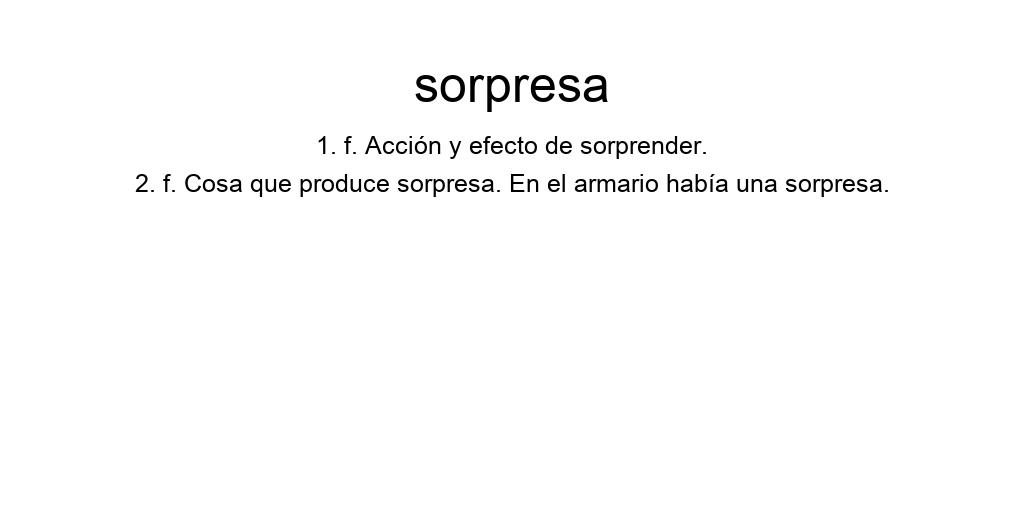 sorpresa
1. f. Acción y efecto de sorprender.
2. f. Cosa que produce sorpresa. En el armario había una sorpresa.